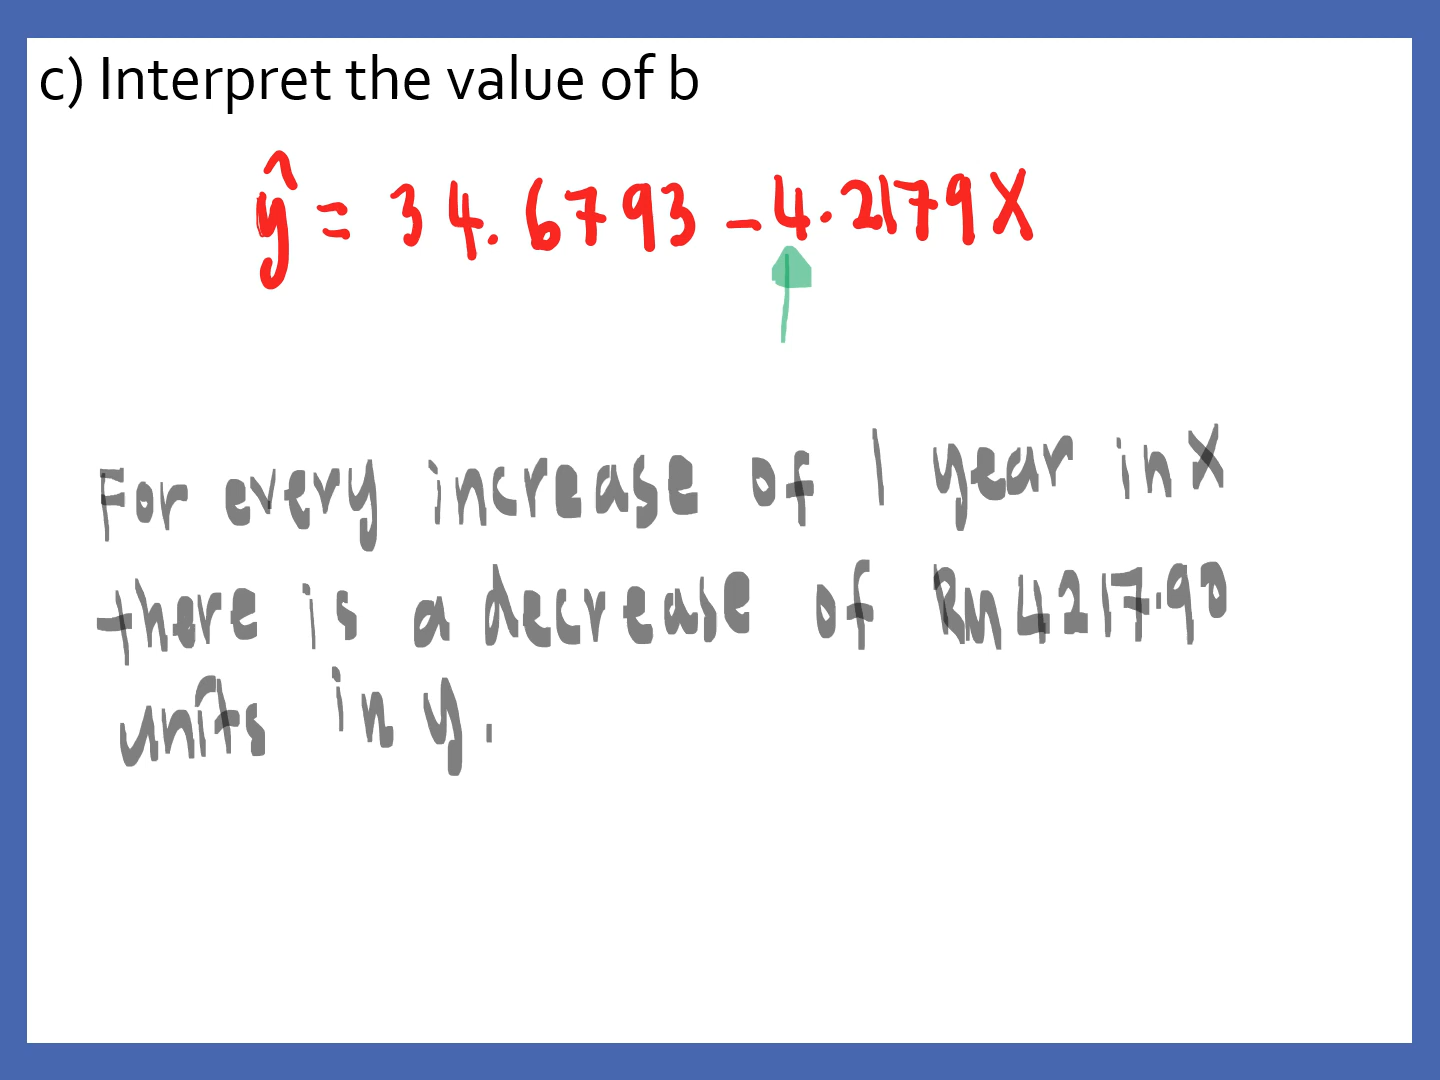 c) Interpret the value of b
ŷ = 34.6793 - 4.2179X
For every increase of 1 year in X
there is a decrease of RM4217.90
units in y.